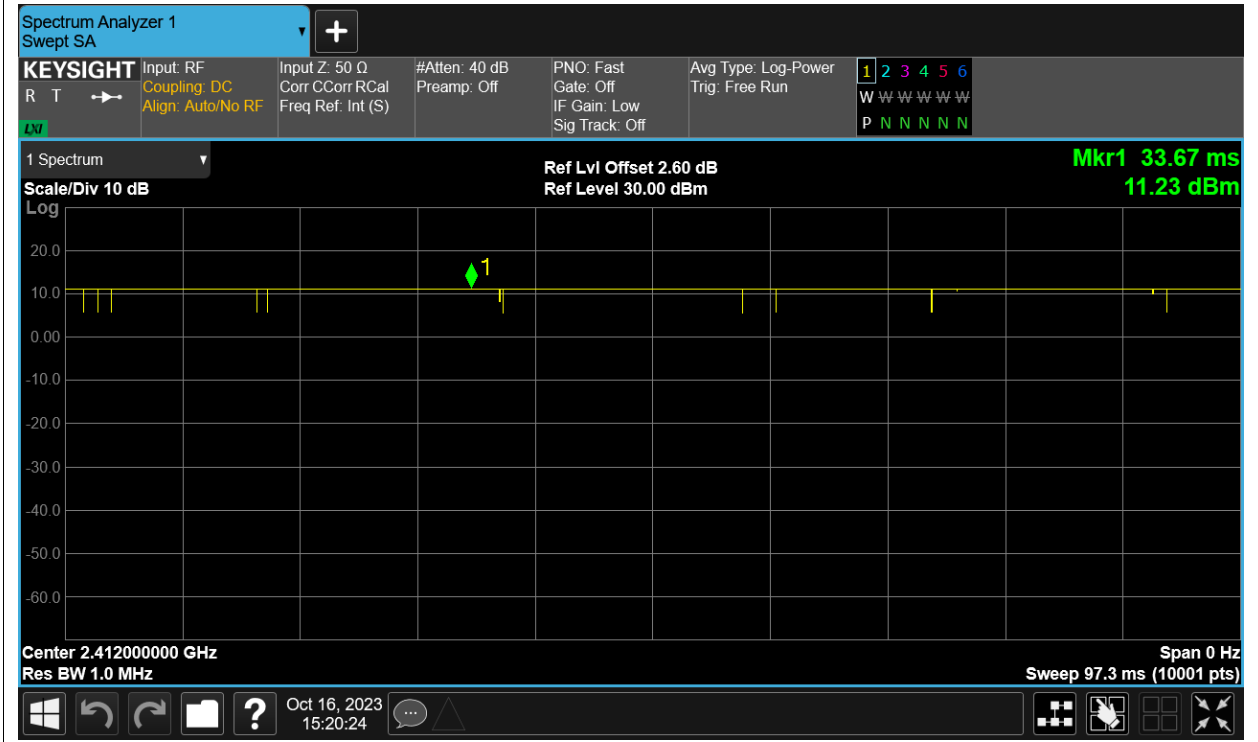 Spectrum Analyzer 1
Swept SA
+
KEYSIGHT Input: RF Input Z: 50 Ω #Atten: 40 dB PNO: Fast Avg Type: Log-Power 1 2 3 4 5 6
R T Coupling: DC Corr CCorr RCal Preamp: Off Gate: Off Trig: Free Run W W W W W W
Align: Auto/No RF Freq Ref: Int (S) IF Gain: Low
LXI Sig Track: Off P N N N N N
1 Spectrum Ref Lvl Offset 2.60 dB Mkr1 33.67 ms
Scale/Div 10 dB Ref Level 30.00 dBm 11.23 dBm
Log
20.0
1
10.0
0.00
-10.0
-20.0
-30.0
-40.0
-50.0
-60.0
Center 2.412000000 GHz Span 0 Hz
Res BW 1.0 MHz Sweep 97.3 ms (10001 pts)
? Oct 16, 2023
15:20:24